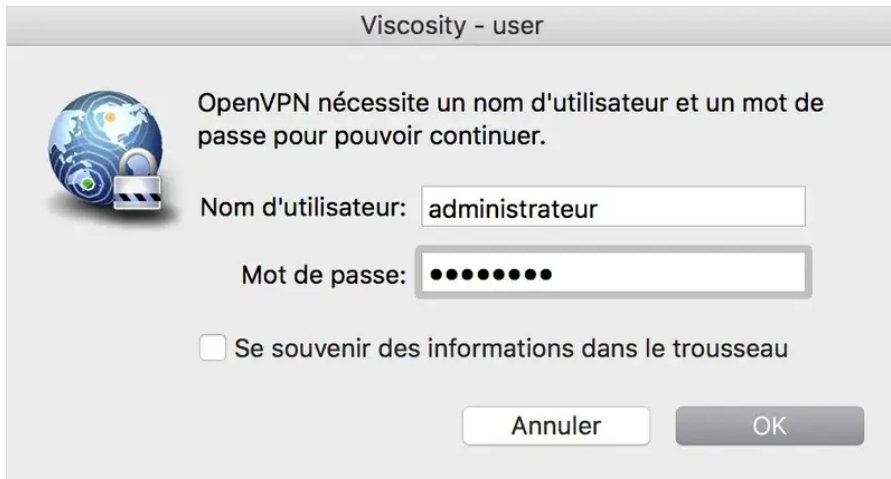 Viscosity - user
OpenVPN nécessite un nom d'utilisateur et un mot de
passe pour pouvoir continuer.
Nom d'utilisateur: administrateur
Mot de passe: ●●●●●●●●
Se souvenir des informations dans le trousseau
Annuler OK